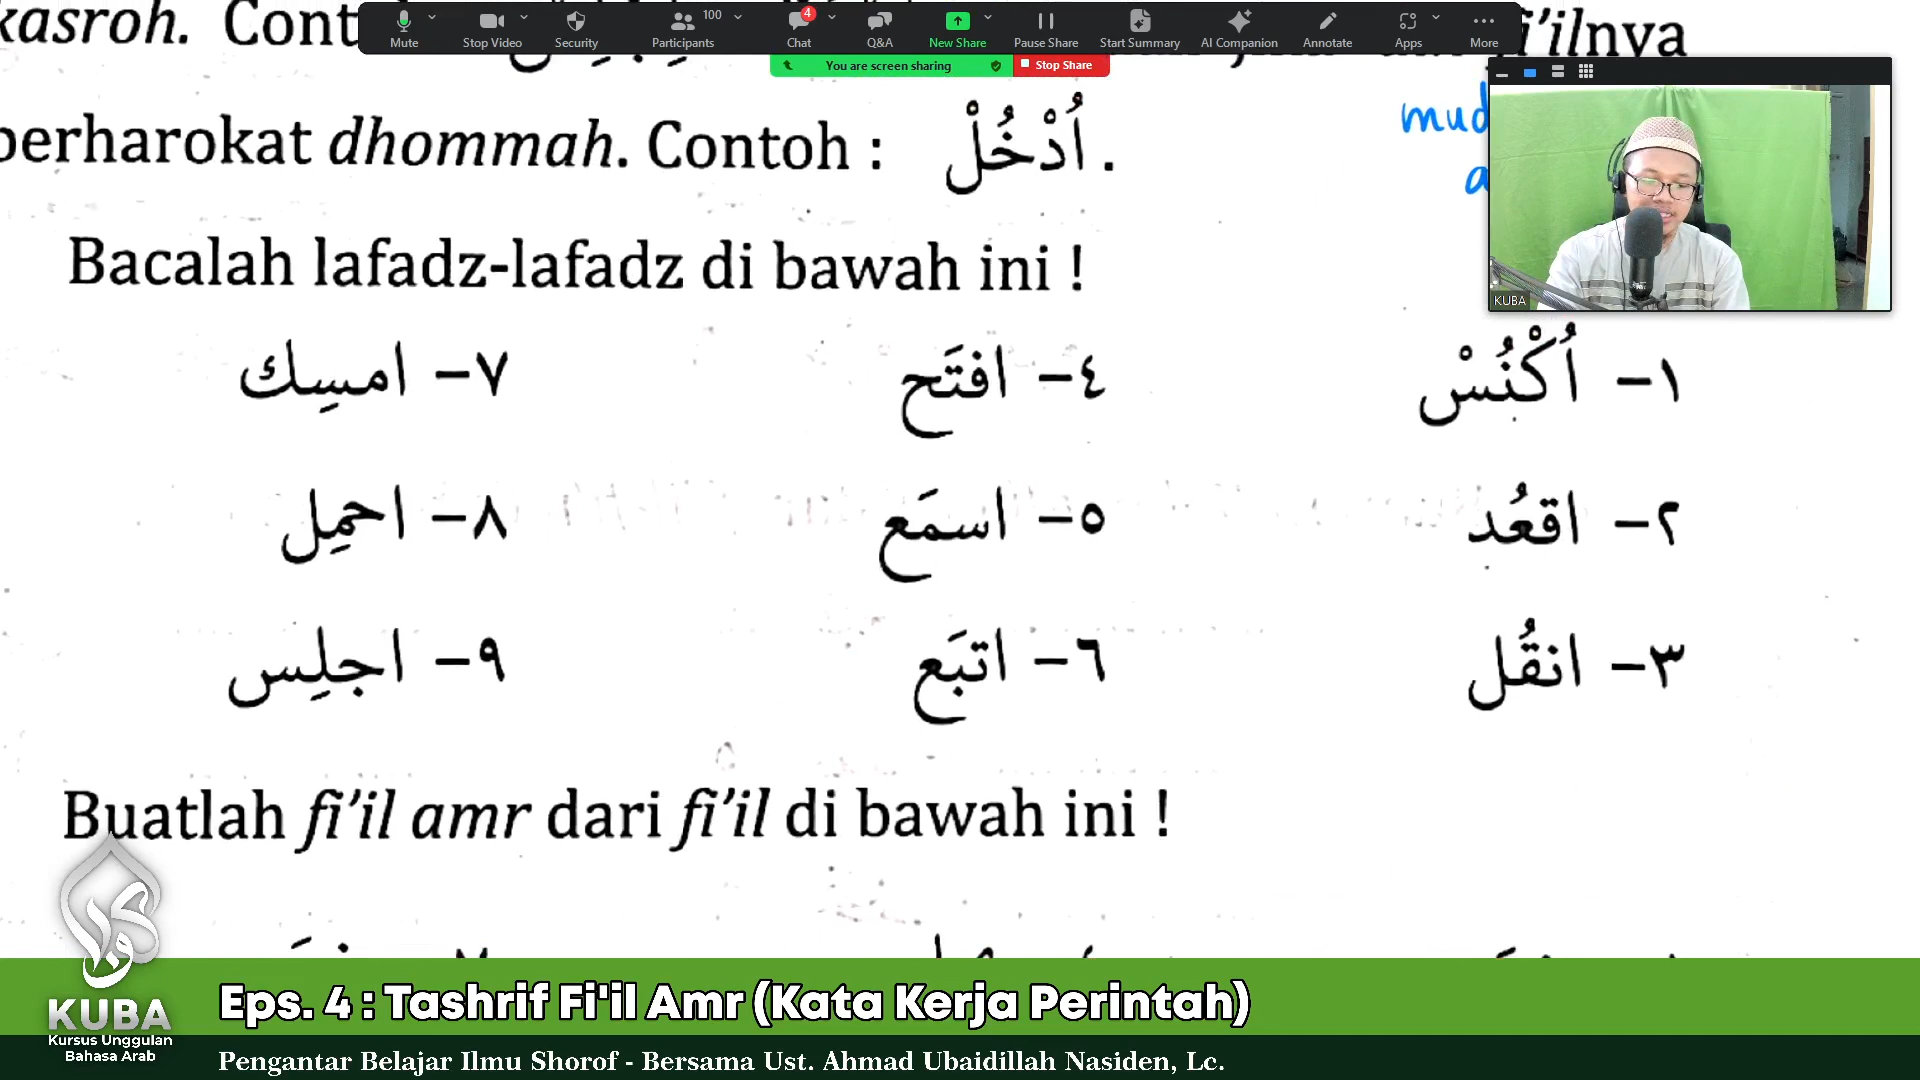 kasroh. Cont
fi'ilnya
berharokat dhommah. Contoh : اُدْخُلْ .
mud
a
Bacalah lafadz-lafadz di bawah ini !
١- اُكْنُسْ ٤- افتَح ٧- امسِك
٢- اقعُد ٥- اسمَع ٨- احمِل
٣- انقُل ٦- اتبَع ٩- اجلِس
Buatlah fi'il amr dari fi'il di bawah ini !
Mute
Stop Video
Security
Participants 100
Chat 4
Q&A
New Share
Pause Share
Start Summary
AI Companion
Annotate
Apps
More
You are screen sharing
Stop Share
KUBA
KUBA
Kursus Unggulan
Bahasa Arab
Eps. 4 : Tashrif Fi'il Amr (Kata Kerja Perintah)
Pengantar Belajar Ilmu Shorof - Bersama Ust. Ahmad Ubaidillah Nasiden, Lc.